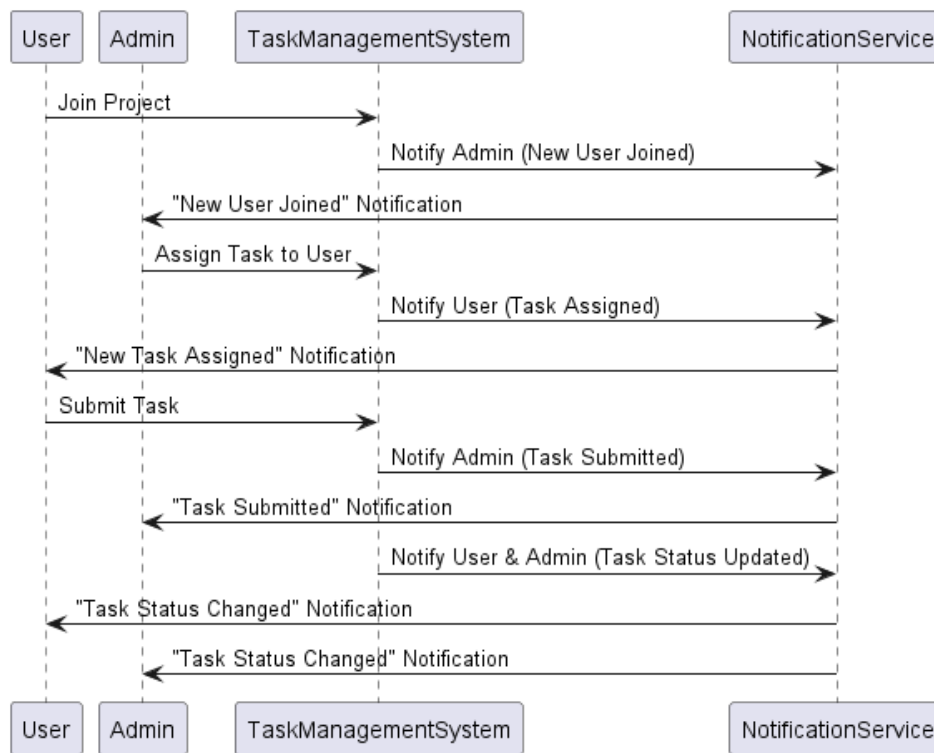 User Admin TaskManagementSystem NotificationService
Join Project
Notify Admin (New User Joined)
"New User Joined" Notification
Assign Task to User
Notify User (Task Assigned)
"New Task Assigned" Notification
Submit Task
Notify Admin (Task Submitted)
"Task Submitted" Notification
Notify User & Admin (Task Status Updated)
"Task Status Changed" Notification
"Task Status Changed" Notification
User Admin TaskManagementSystem NotificationService